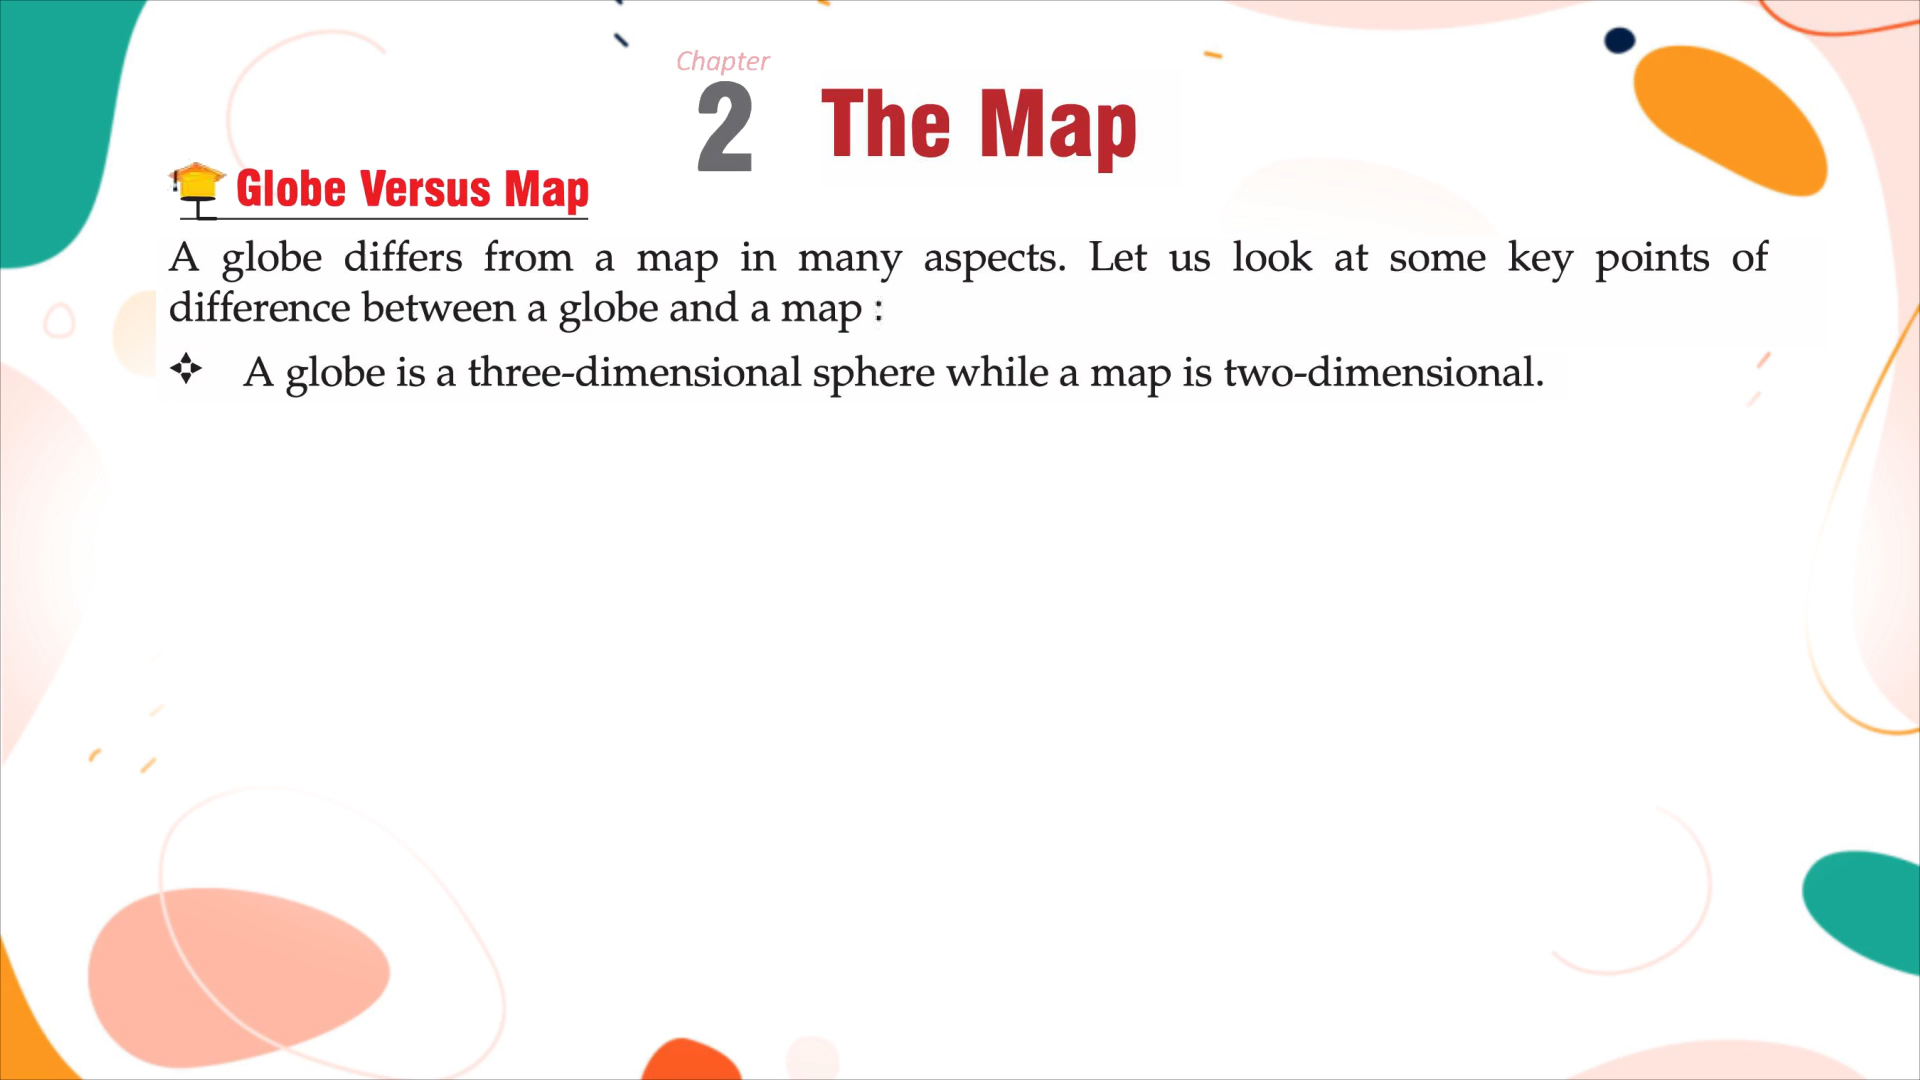 Chapter
2 The Map
Globe Versus Map
A globe differs from a map in many aspects. Let us look at some key points of
difference between a globe and a map :
❖ A globe is a three-dimensional sphere while a map is two-dimensional.